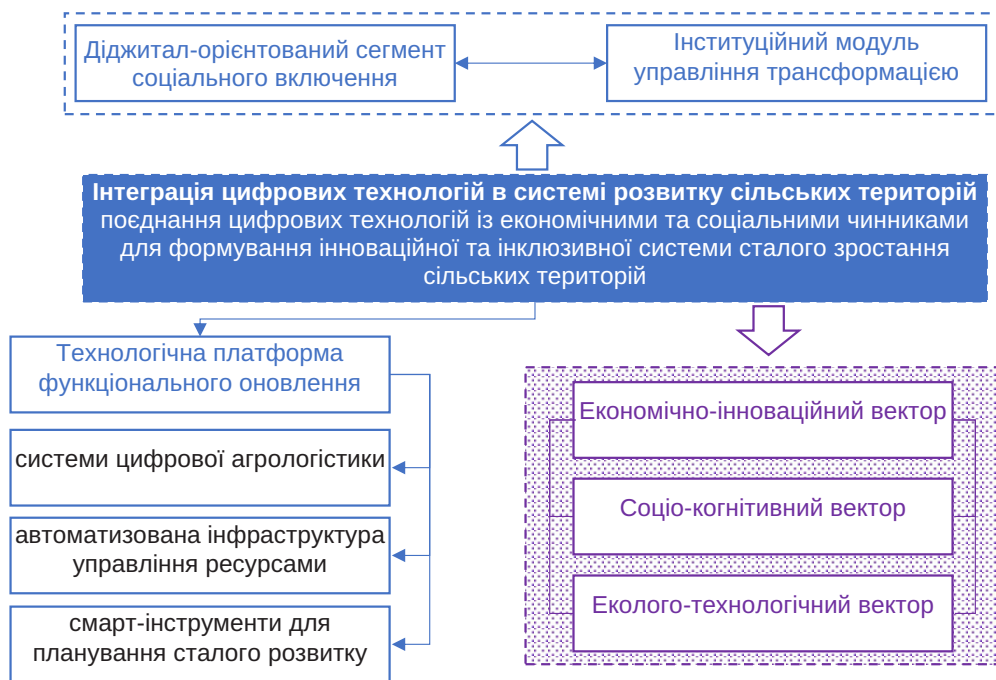 Діджитал-орієнтований сегмент
соціального включення
Інституційний модуль
управління трансформацією
Інтеграція цифрових технологій в системі розвитку сільських територій
поєднання цифрових технологій із економічними та соціальними чинниками
для формування інноваційної та інклюзивної системи сталого зростання
сільських територій
Технологічна платформа
функціонального оновлення
системи цифрової агрологістики
автоматизована інфраструктура
управління ресурсами
смарт-інструменти для
планування сталого розвитку
Економічно-інноваційний вектор
Соціо-когнітивний вектор
Еколого-технологічний вектор